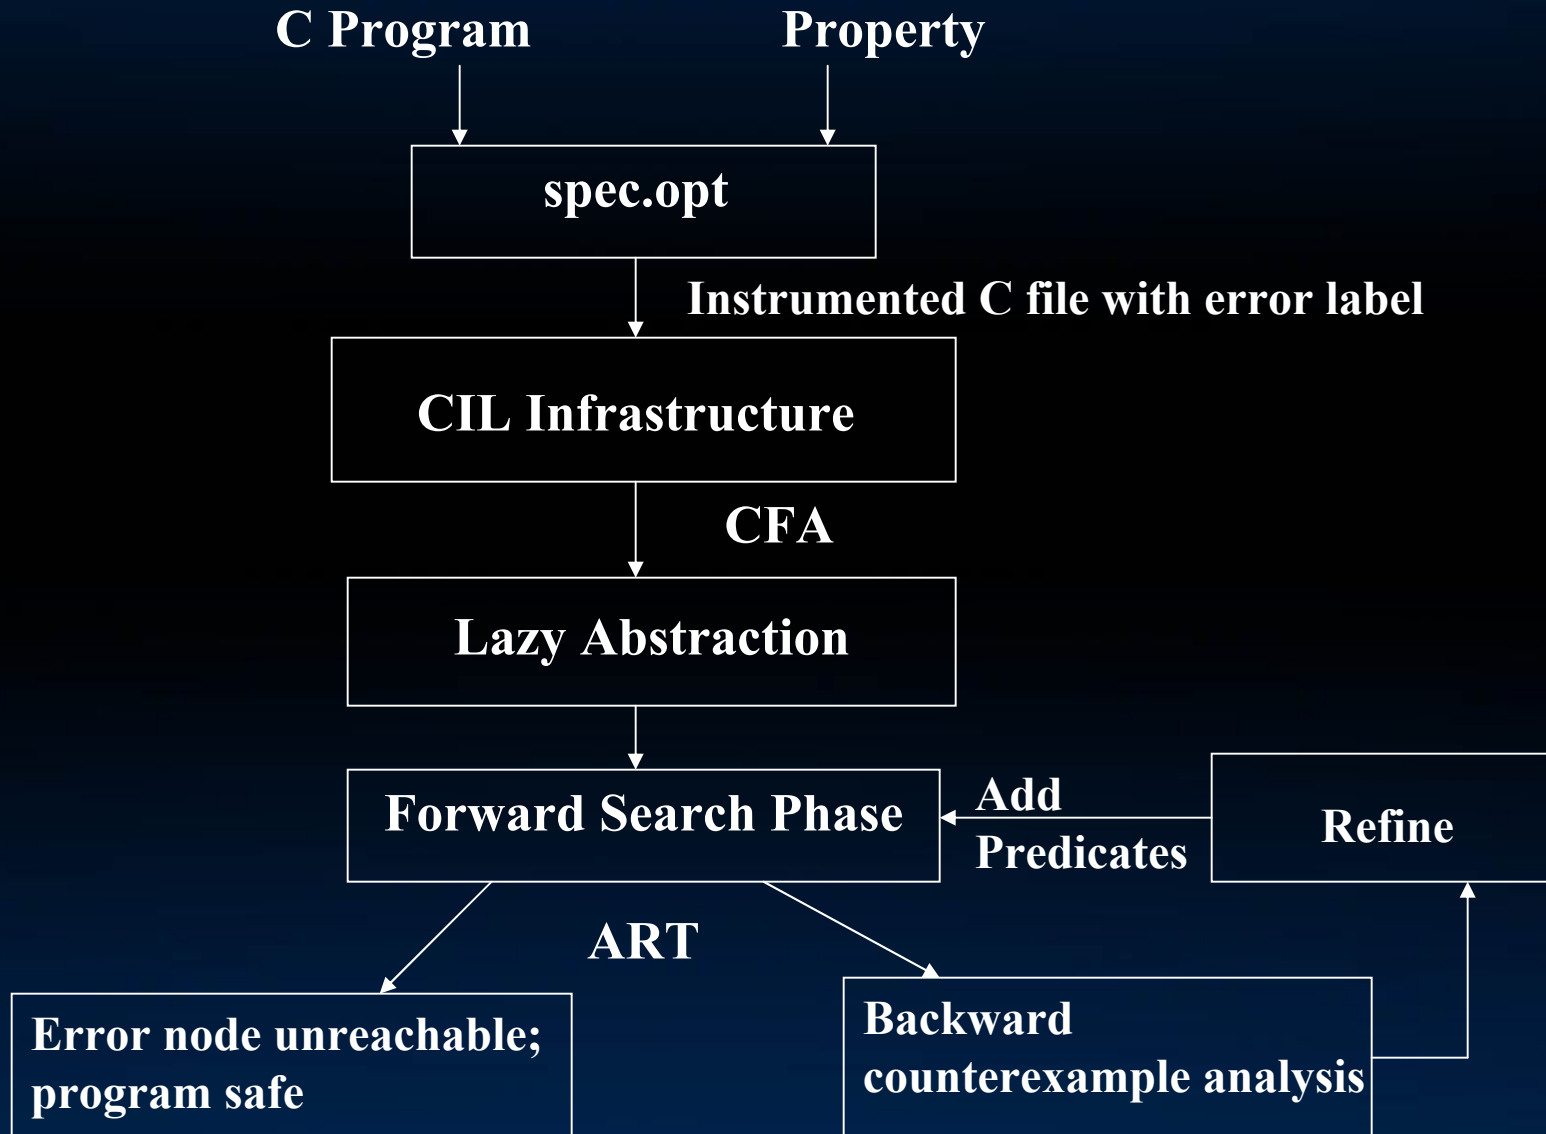 C Program
Property
spec.opt
Instrumented C file with error label
CIL Infrastructure
CFA
Lazy Abstraction
Forward Search Phase
Add
Predicates
Refine
ART
Error node unreachable;
program safe
Backward
counterexample analysis